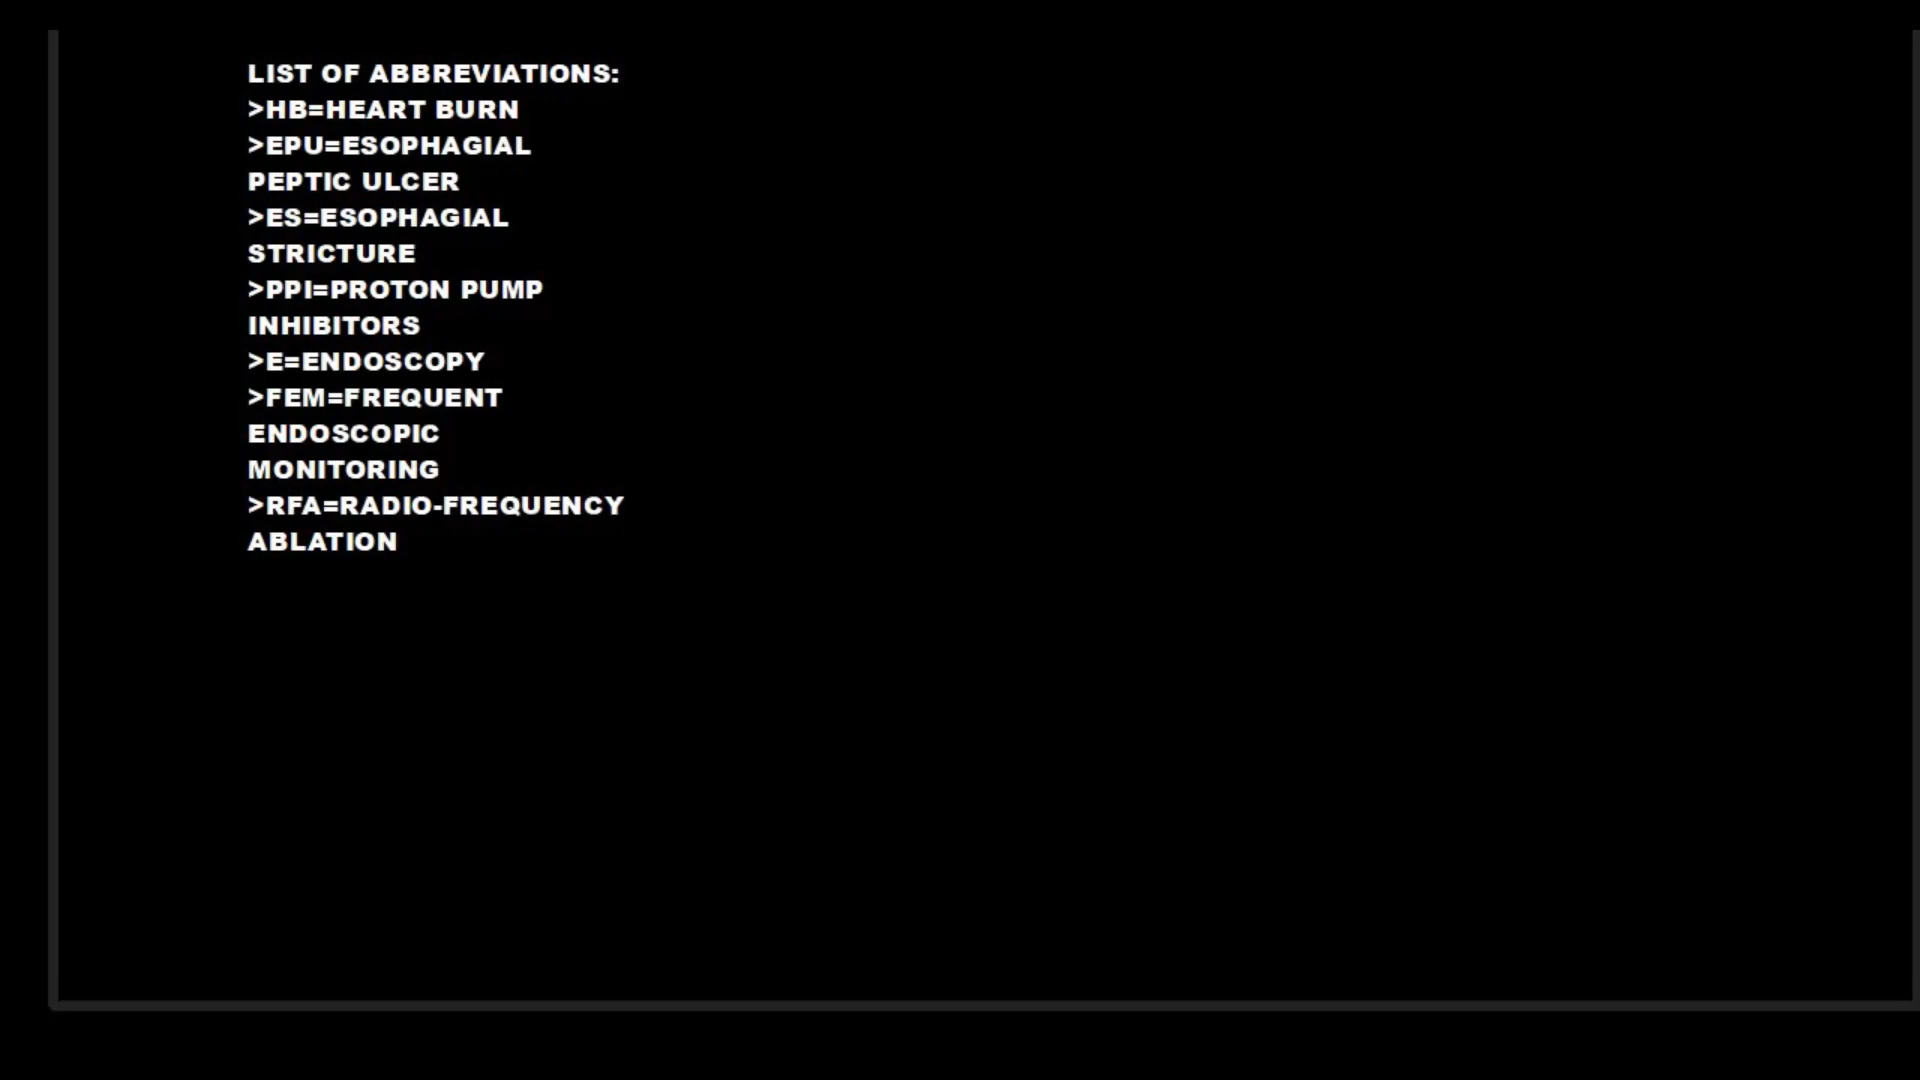 LIST OF ABBREVIATIONS:
>HB=HEART BURN
>EPU=ESOPHAGIAL
PEPTIC ULCER
>ES=ESOPHAGIAL
STRICTURE
>PPI=PROTON PUMP
INHIBITORS
>E=ENDOSCOPY
>FEM=FREQUENT
ENDOSCOPIC
MONITORING
>RFA=RADIO-FREQUENCY
ABLATION